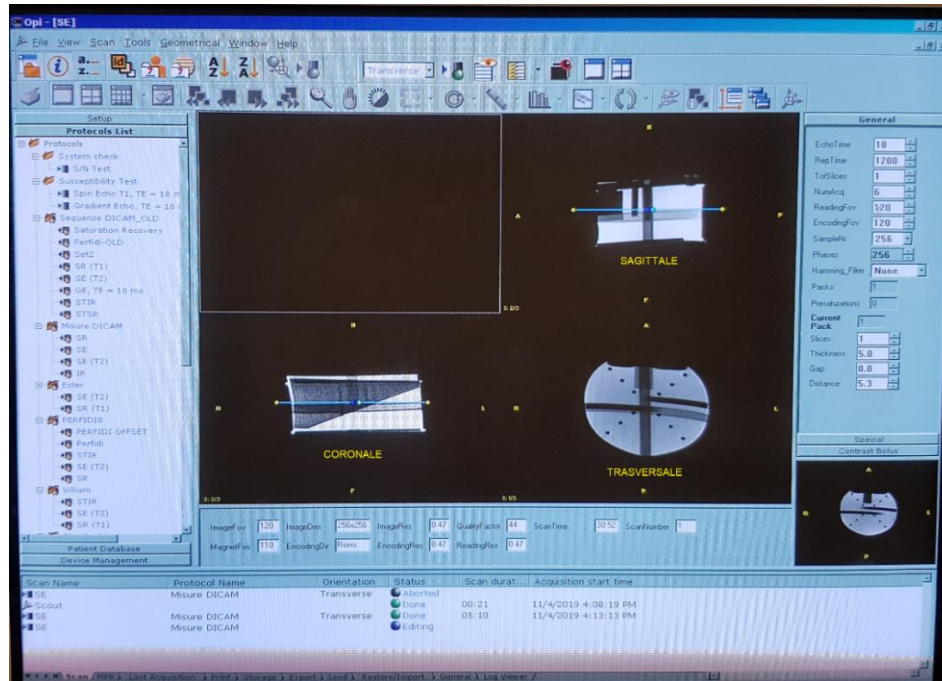 Opi - [SE]
File View Scan Tools Geometrical Window Help
Transverse
Setup
Protocols List
Protocols
System check
S/N Test
Susceptibility Test
Spin Echo T1, TE = 18 m
Gradient Echo, TE = 10
Sequenze DICAM_OLD
Saturation Recovery
Perfidi-OLD
Set2
SR (T1)
SE (T2)
GE, TE = 10 ms
STIR
STSR
Misure DICAM
SR
SE
SE (T2)
IR
Ester
SE (T2)
SR (T1)
PERFIDI
PERFIDI OFFSET
Perfidi
STIR
SE (T2)
SR
Villiam
STIR
SE (T2)
SR (T1)
Patient Database
Device Management
A
P
SAGITTALE
F
H
R
L
CORONALE
F
A
R
L
TRASVERSALE
General
EchoTime 10
RepTime 1200
TotSlices 1
NumAcq 6
ReadingFov 120
EncodingFov 120
SampleNr 256
Phases 256
Hamming_Filter None
Packs 1
Presaturations 0
Current Pack 1
Slices 1
Thickness 5.0
Gap 0.0
Distance 5.3
Special
Contrast Bolus
A
R
L
P
ImageFov 120 ImageDim 256x256 ImageRes 0.47 QualityFactor 44 ScanTime 30:52 ScanNumber 1
MagnetFov 110 EncodingDir Rows EncodingRes 0.47 ReadingRes 0.47
Scan Name Protocol Name Orientation Status Scan durat... Acquisition start time
SE Misure DICAM Transverse Aborted
Scout Done 00:21 11/4/2019 4:08:19 PM
SE Misure DICAM Transverse Done 05:10 11/4/2019 4:13:13 PM
SE Misure DICAM Editing
Scan MPR Last Acquisition Print Storage Export Send Restore/Import General Log Viewer